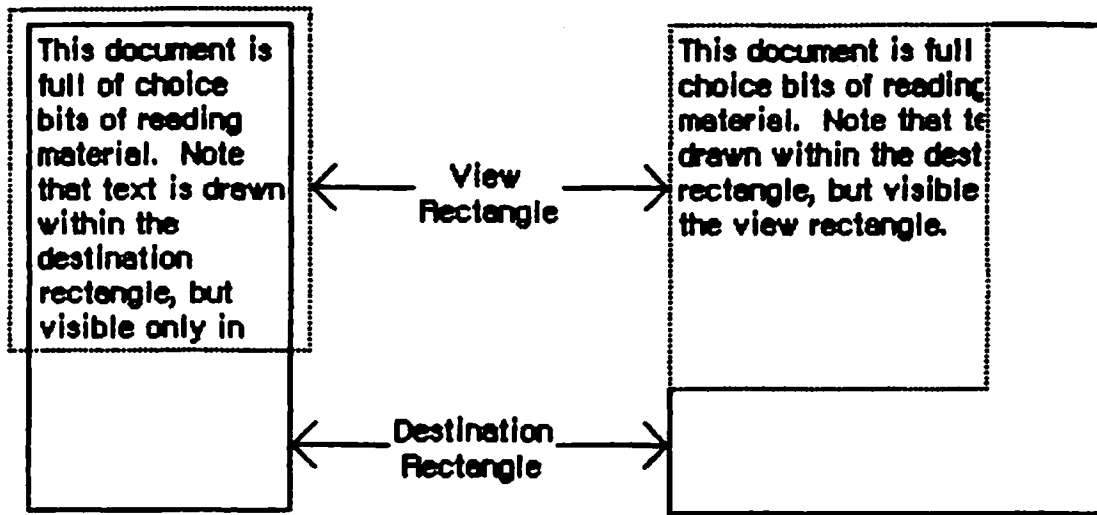 This document is
full of choice
bits of reading
material. Note
that text is drawn
within the
destination
rectangle, but
visible only in
View
Rectangle
Destination
Rectangle
This document is full
choice bits of reading
material. Note that te
drawn within the dest
rectangle, but visible
the view rectangle.